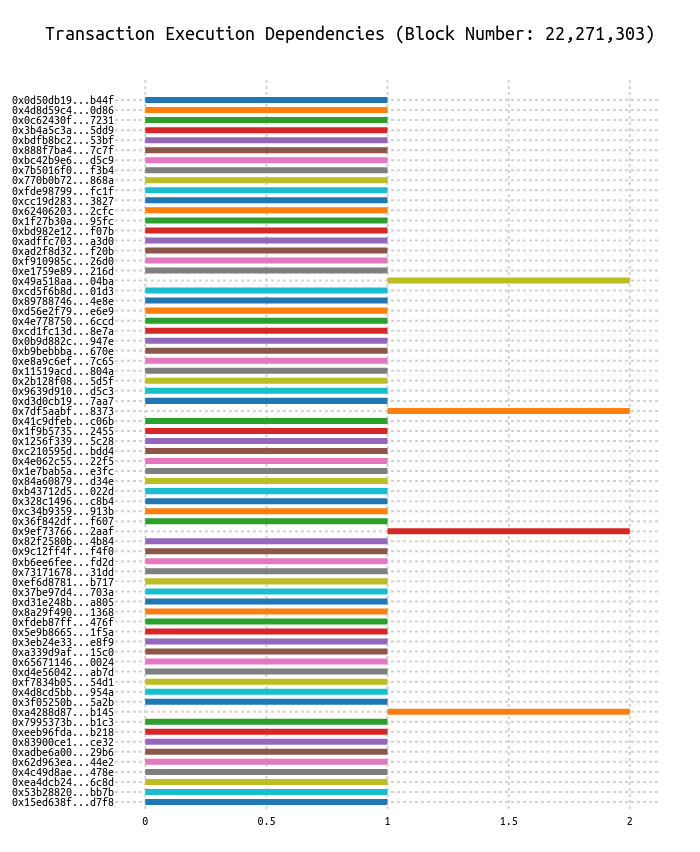 Transaction Execution Dependencies (Block Number: 22,271,303)
0x0d50db19...b44f
0x4d8d59c4...0d86
0x0c62430f...7231
0x3b4a5c3a...5dd9
0xbdfb8bc2...53bf
0x888f7ba4...7c7f
0xbc42b9e6...d5c9
0x7b5016f0...f3b4
0x770b0b72...868a
0xfde98799...fc1f
0xcc19d283...3827
0x62406203...2cfc
0x1f27b30a...95fc
0xbd982e12...f07b
0xadffc703...a3d0
0xad2f8d32...f20b
0xf910985c...26d0
0xe1759e89...216d
0x49a518aa...04ba
0xcd5f6b8d...01d3
0x89788746...4e8e
0xd56e2f79...e6e9
0x4e778750...6ccd
0xcd1fc13d...8e7a
0x0b9d882c...947e
0xb9bebbba...670e
0xe8a9c6ef...7c65
0x11519acd...804a
0x2b128f08...5d5f
0x9639d910...d5c3
0xd3d0cb19...7aa7
0x7df5aabf...8373
0x41c9dfeb...c06b
0x1f9b5735...2455
0x1256f339...5c28
0xc210595d...bdd4
0x4e062c55...22f5
0x1e7bab5a...e3fc
0x84a60879...d34e
0xb43712d5...022d
0x328c1496...c8b4
0xc34b9359...913b
0x36f842df...f607
0x9ef73766...2aaf
0x82f2580b...4b84
0x9c12ff4f...f4f0
0xb6ee6fee...fd2d
0x73171678...31dd
0xef6d8781...b717
0x37be97d4...703a
0xd31e248b...a805
0x8a29f490...1368
0xfdeb87ff...476f
0x5e9b8665...1f5a
0x3eb24e33...e8f9
0xa339d9af...15c0
0x65671146...0024
0xd4e56042...ab7d
0xf7834b05...54d1
0x4d8cd5bb...954a
0x3f05250b...5a2b
0xa4288d87...b145
0x7995373b...b1c3
0xeeb96fda...b218
0x83900ce1...ce32
0xadbe6a00...29b6
0x62d963ea...44e2
0x4c49d8ae...478e
0xea4dcb24...6c8d
0x53b28820...bb7b
0x15ed638f...d7f8
0 0.5 1 1.5 2